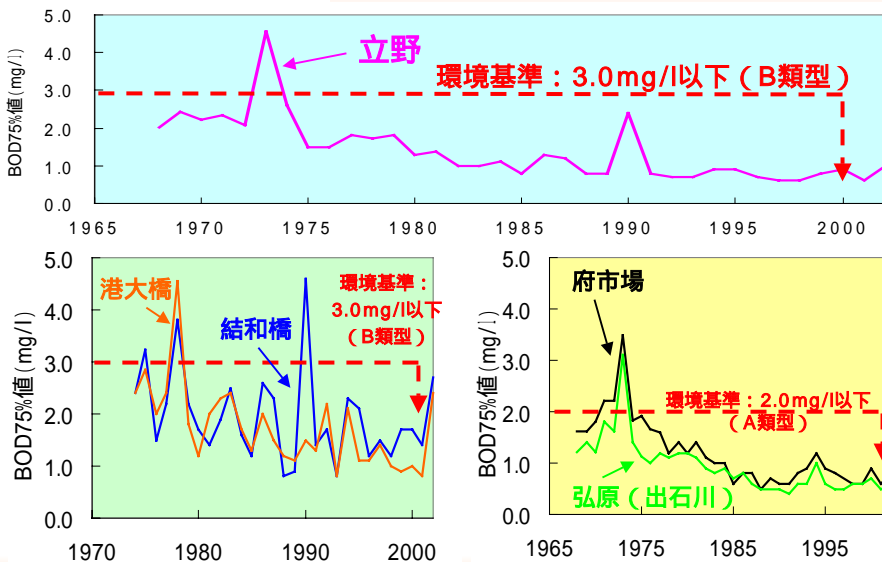 5.0
4.0
3.0
2.0
1.0
0.0
BOD75%値(mg/l)
立野
環境基準：3.0mg/l以下（B類型）
1965 1970 1975 1980 1985 1990 1995 2000
5.0
4.0
3.0
2.0
1.0
0.0
BOD75%値(mg/l)
港大橋
結和橋
環境基準：
3.0mg/l以下
（B類型）
1970 1980 1990 2000
5.0
4.0
3.0
2.0
1.0
0.0
BOD75%値(mg/l)
府市場
環境基準：2.0mg/l以下
（A類型）
弘原（出石川）
1965 1975 1985 1995